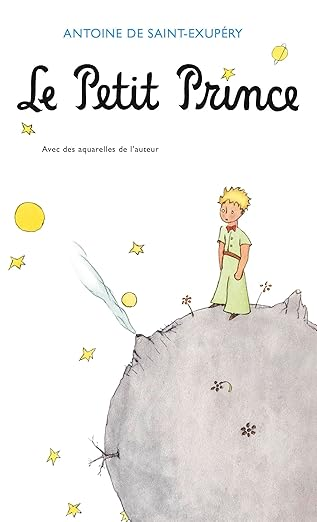 ANTOINE DE SAINT-EXUPÉRY
Le Petit Prince
Avec des aquarelles de l'auteur